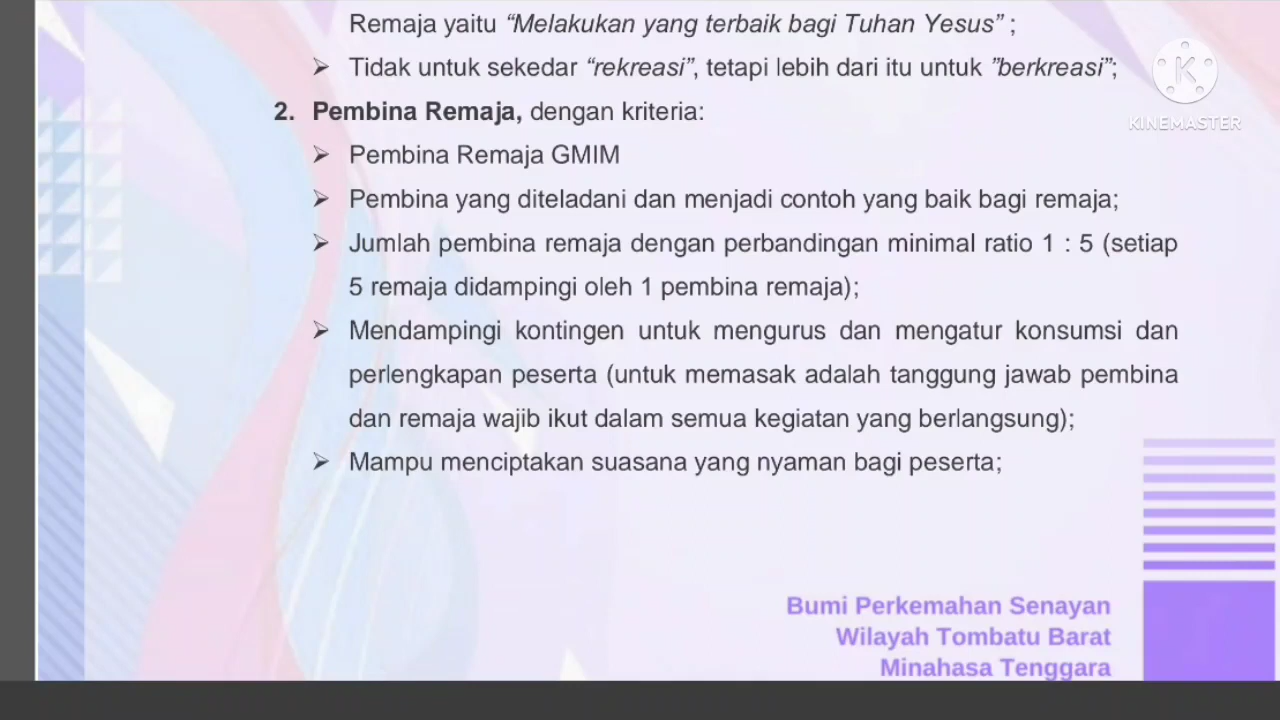 Remaja yaitu “Melakukan yang terbaik bagi Tuhan Yesus” ;
➢ Tidak untuk sekedar “rekreasi”, tetapi lebih dari itu untuk ”berkreasi”;
KINEMASTER
2. Pembina Remaja, dengan kriteria:
➢ Pembina Remaja GMIM
➢ Pembina yang diteladani dan menjadi contoh yang baik bagi remaja;
➢ Jumlah pembina remaja dengan perbandingan minimal ratio 1 : 5 (setiap
5 remaja didampingi oleh 1 pembina remaja);
➢ Mendampingi kontingen untuk mengurus dan mengatur konsumsi dan
perlengkapan peserta (untuk memasak adalah tanggung jawab pembina
dan remaja wajib ikut dalam semua kegiatan yang berlangsung);
➢ Mampu menciptakan suasana yang nyaman bagi peserta;
Bumi Perkemahan Senayan
Wilayah Tombatu Barat
Minahasa Tenggara